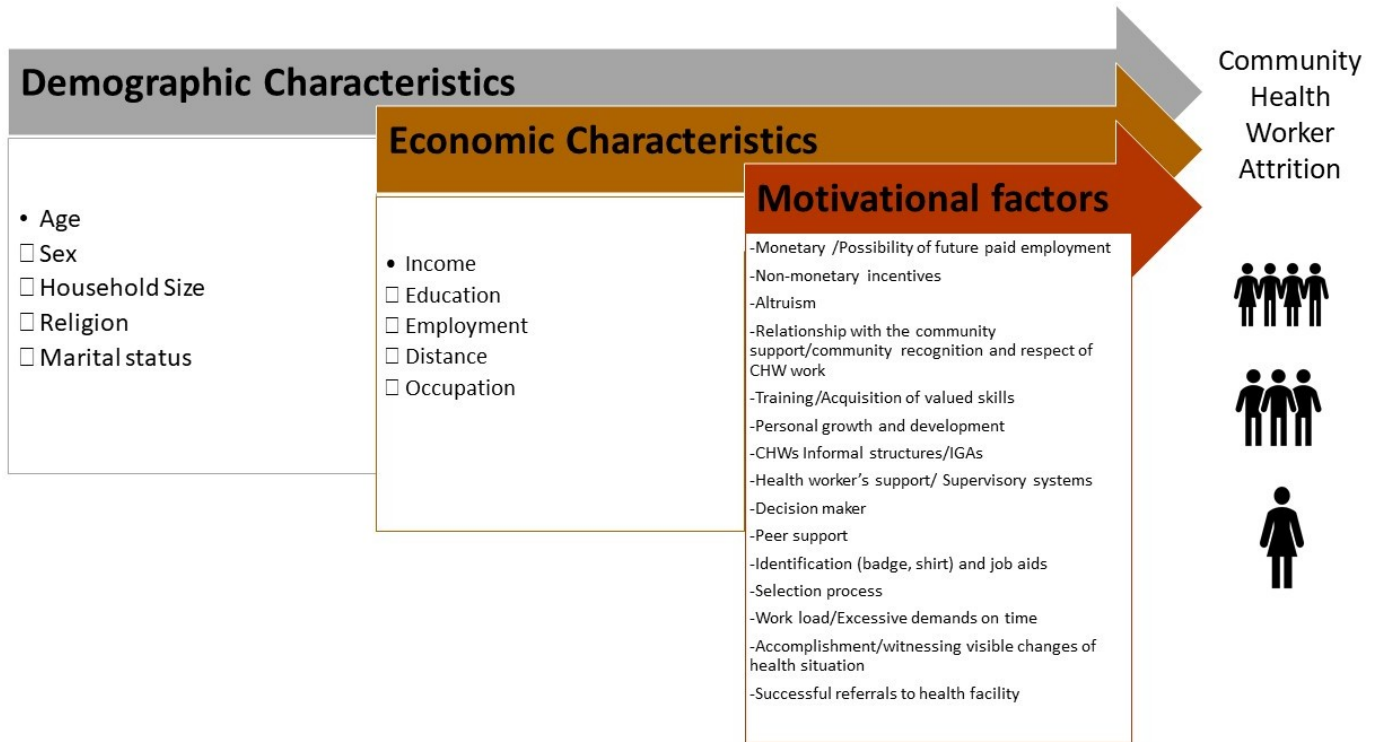 Demographic Characteristics
• Age
□ Sex
□ Household Size
□ Religion
□ Marital status
Economic Characteristics
• Income
□ Education
□ Employment
□ Distance
□ Occupation
Motivational factors
-Monetary /Possibility of future paid employment
-Non-monetary incentives
-Altruism
-Relationship with the community
support/community recognition and respect of
CHW work
-Training/Acquisition of valued skills
-Personal growth and development
-CHWs Informal structures/IGAs
-Health worker’s support/ Supervisory systems
-Decision maker
-Peer support
-Identification (badge, shirt) and job aids
-Selection process
-Work load/Excessive demands on time
-Accomplishment/witnessing visible changes of
health situation
-Successful referrals to health facility
Community
Health
Worker
Attrition